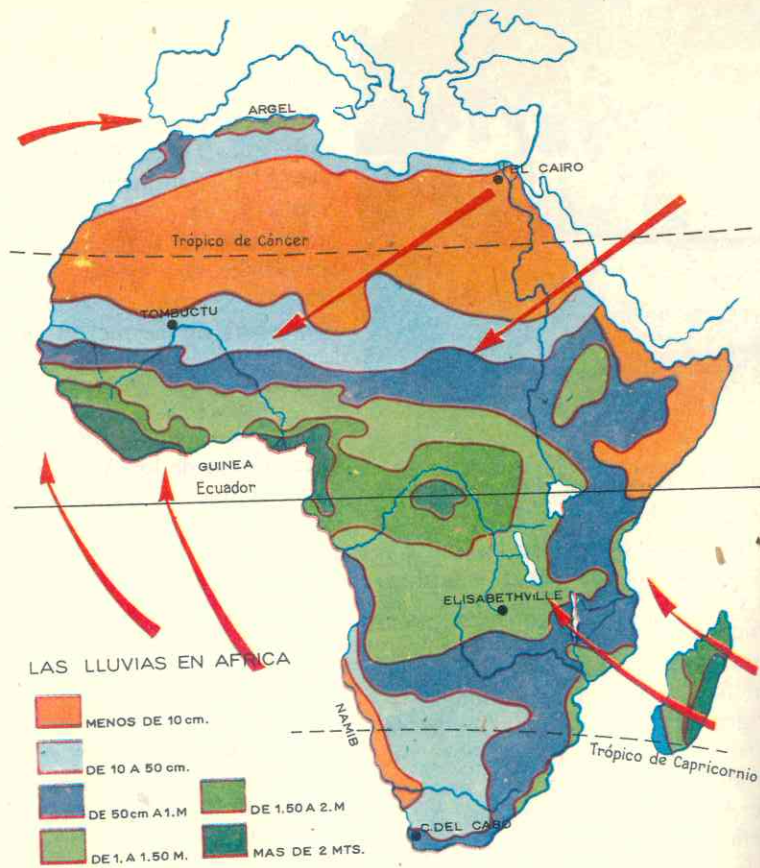 ARGEL
EL CAIRO
Trópico de Cáncer
TOMBUCTU
GUINEA
Ecuador
ELISABETHVILLE
LAS LLUVIAS EN AFRICA
MENOS DE 10 cm.
NAMIB
DE 10 A 50 cm.
Trópico de Capricornio
DE 50cm A 1.M
DE 1.50 A 2.M
C.DEL CABO
DE 1. A 1.50 M.
MAS DE 2 MTS.